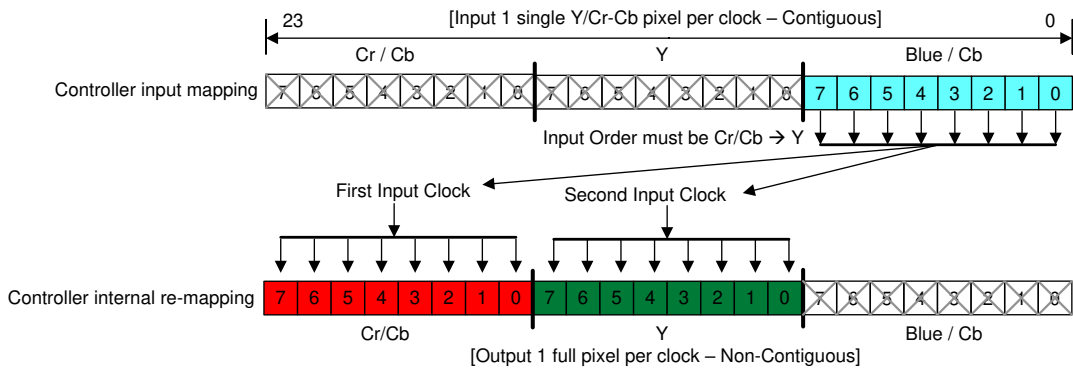 23 [Input 1 single Y/Cr-Cb pixel per clock – Contiguous] 0
Cr / Cb Y Blue / Cb
Controller input mapping 7 6 5 4 3 2 1 0 7 6 5 4 3 2 1 0 7 6 5 4 3 2 1 0
Input Order must be Cr/Cb → Y
First Input Clock Second Input Clock
Controller internal re-mapping 7 6 5 4 3 2 1 0 7 6 5 4 3 2 1 0 7 6 5 4 3 2 1 0
Cr/Cb Y Blue / Cb
[Output 1 full pixel per clock – Non-Contiguous]